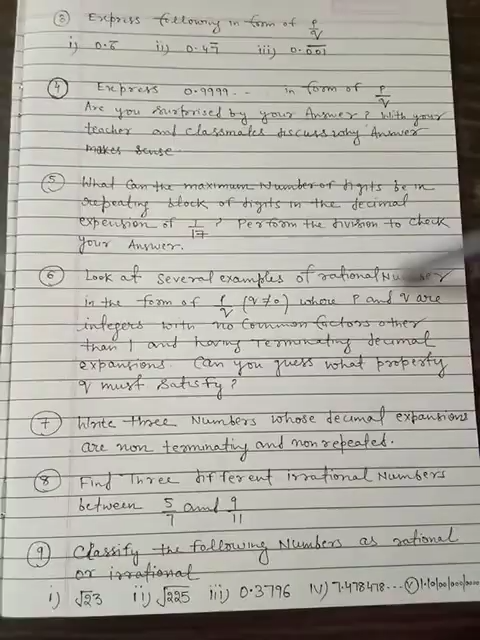 ③ Express following in form of p/q
i) 0.6̅ ii) 0.47̅ iii) 0.0̅0̅1̅
④ Express 0.9999.. - in form of p/q
Are you surprised by your Answer? With your
teacher and classmates discuss why Answer
makes sense.
⑤ What can the maximum Number of digits be in
repeating block of digits in the decimal
expension of 1/17? Perform the division to check
your Answer.
⑥ Look at several examples of rational Number
in the form of p/q (q≠0) whose p and q are
integers with no common factors other
than 1 and having Terminating decimal
expansions. Can you guess what property
q must satisfy?
⑦ Write three Numbers whose decimal expansions
are non terminating and non repeated.
⑧ Find Three different irrational Numbers
between 5/7 and 9/11
⑨ Classify the following Numbers as rational
or irrational
i) √23 ii) √225 iii) 0.3796 iv) 7.478478... ⓥ 1.101001000